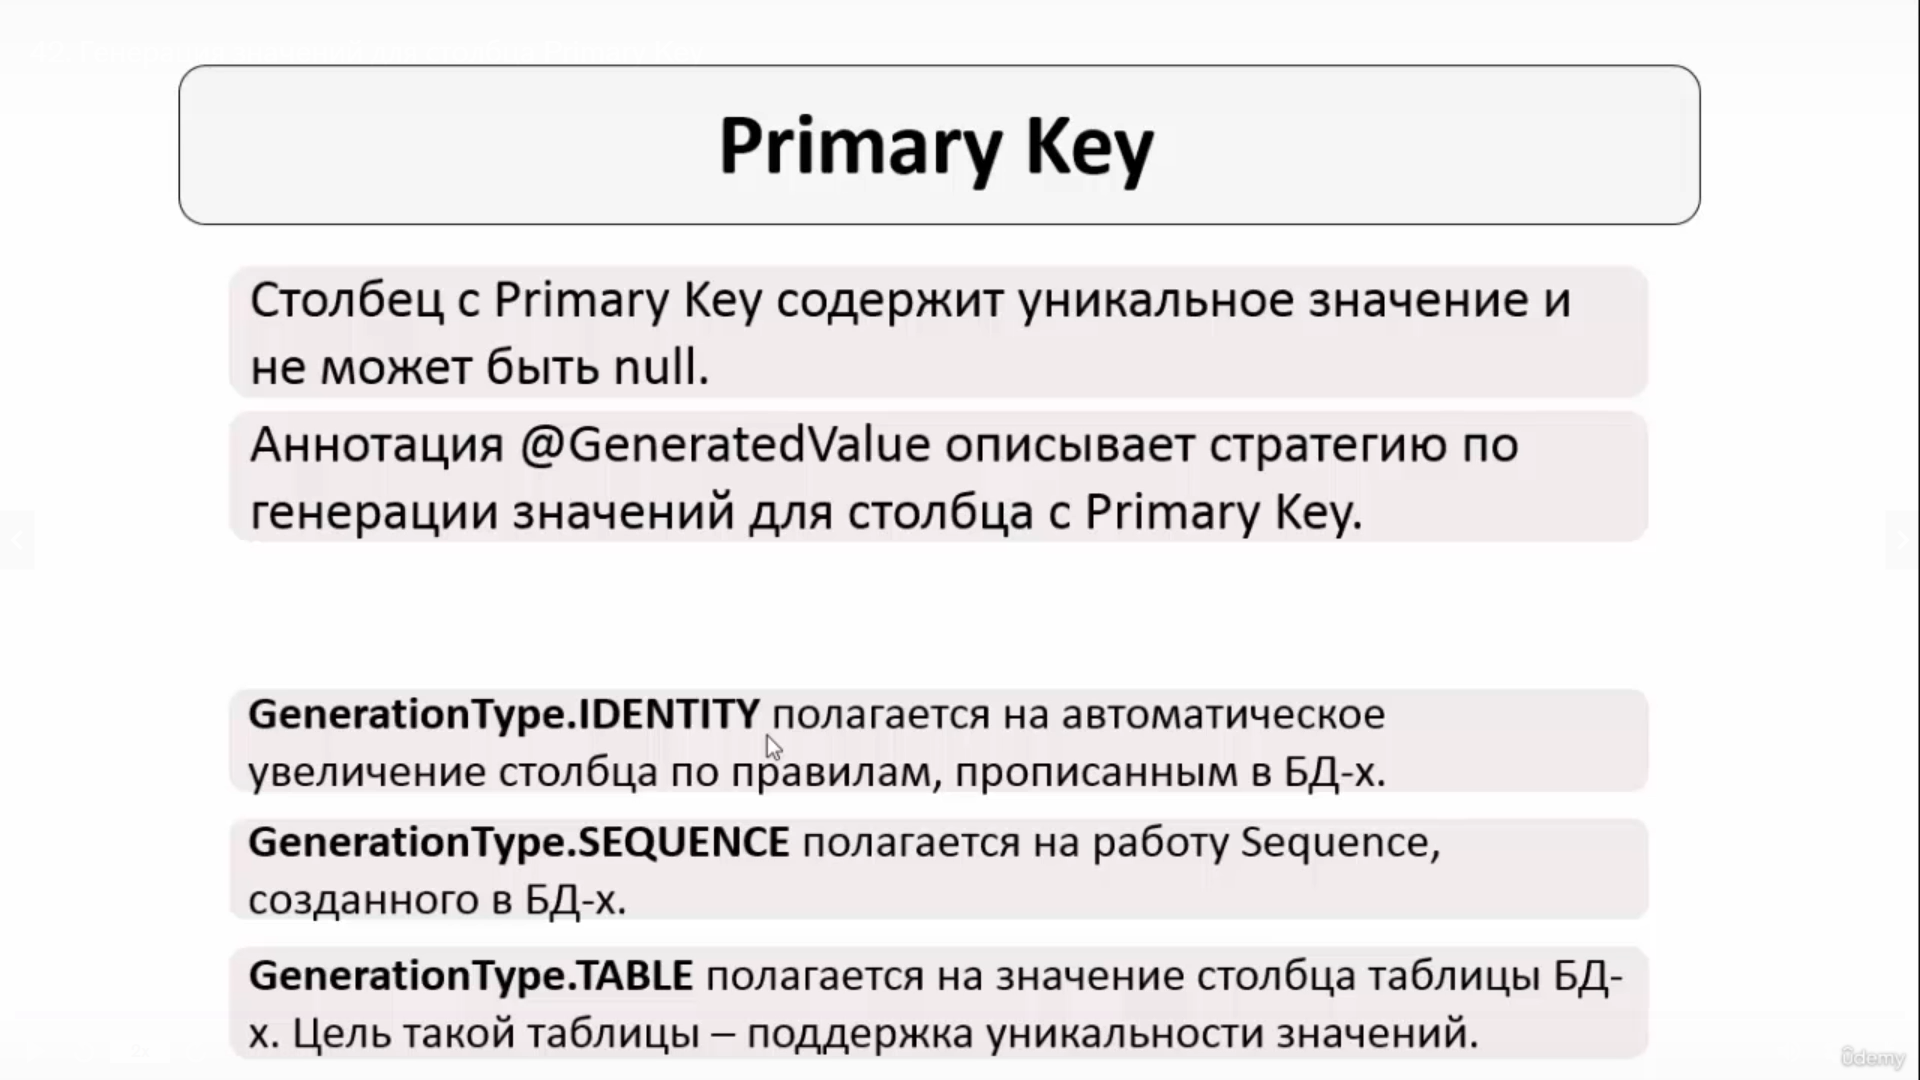 Primary Key
Столбец с Primary Key содержит уникальное значение и
не может быть null.
Аннотация @GeneratedValue описывает стратегию по
генерации значений для столбца с Primary Key.
GenerationType.IDENTITY полагается на автоматическое
увеличение столбца по правилам, прописанным в БД-х.
GenerationType.SEQUENCE полагается на работу Sequence,
созданного в БД-х.
GenerationType.TABLE полагается на значение столбца таблицы БД-
х. Цель такой таблицы – поддержка уникальности значений.
2x
ûdemy